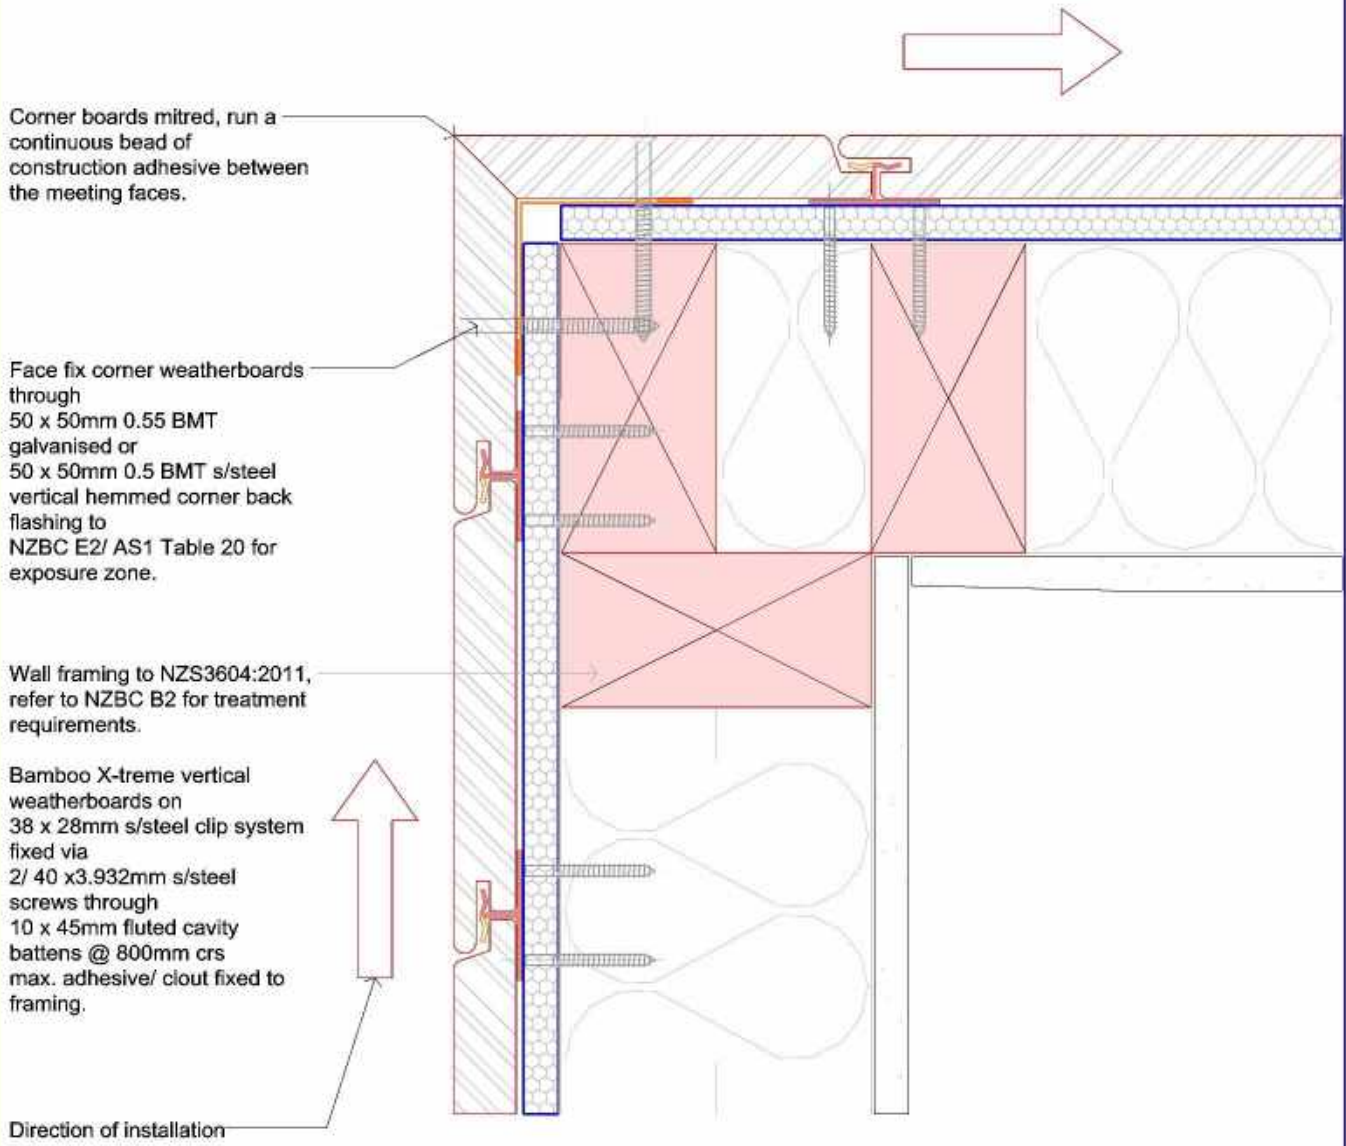 Corner boards mitred, run a
continuous bead of
construction adhesive between
the meeting faces.
Face fix corner weatherboards
through
50 x 50mm 0.55 BMT
galvanised or
50 x 50mm 0.5 BMT s/steel
vertical hemmed corner back
flashing to
NZBC E2/ AS1 Table 20 for
exposure zone.
Wall framing to NZS3604:2011,
refer to NZBC B2 for treatment
requirements.
Bamboo X-treme vertical
weatherboards on
38 x 28mm s/steel clip system
fixed via
2/ 40 x3.932mm s/steel
screws through
10 x 45mm fluted cavity
battens @ 800mm crs
max. adhesive/ clout fixed to
framing.
Direction of installation